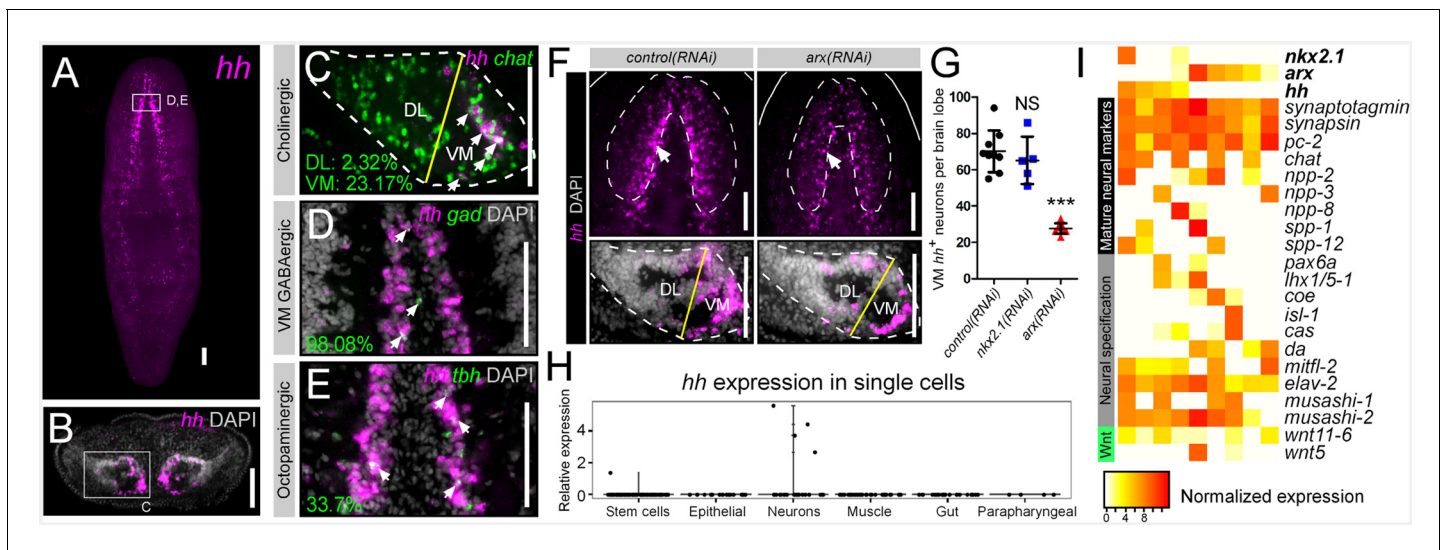 A
hh
D,E
B
hh DAPI
C
Cholinergic
C
hh chat
DL
VM
DL: 2.32%
VM: 23.17%
VM GABAergic
D
hh gad DAPI
98.08%
Octopaminergic
E
hh tbh DAPI
33.7%
F
control(RNAi)
arx(RNAi)
hh DAPI
DL
VM
DL
VM
G
VM hh+ neurons per brain lobe
100
80
60
40
20
0
NS
***
control(RNAi)
nkx2.1(RNAi)
arx(RNAi)
H
hh expression in single cells
Relative expression
4
2
0
Stem cells
Epithelial
Neurons
Muscle
Gut
Parapharyngeal
I
nkx2.1
arx
hh
Mature neural markers
synaptotagmin
synapsin
pc-2
chat
npp-2
npp-3
npp-8
spp-1
spp-12
Neural specification
pax6a
lhx1/5-1
coe
isl-1
cas
da
mitfl-2
elav-2
musashi-1
musashi-2
Wnt
wnt11-6
wnt5
0 4 8
Normalized expression